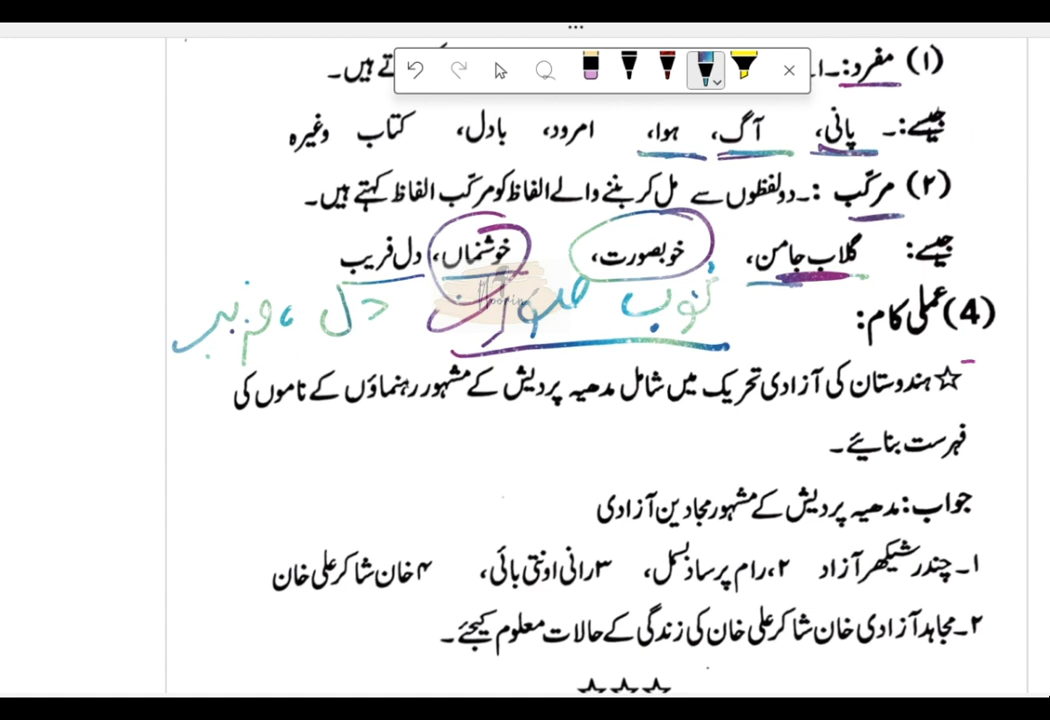 (۱) مفرد:۔ا تے ہیں۔
جیسے:۔ پانی، آگ، ہوا، امرود، بادل، کتاب وغیرہ
(۲) مرکّب :۔دو لفظوں سے مل کر بننے والے الفاظ کو مرکّب الفاظ کہتے ہیں۔
جیسے: گلاب جامن، خوبصورت، خوشنماں، دل فریب
خوب صورت دل ،فریب
(4) عملی کام:
☆ ہندوستان کی آزادی تحریک میں شامل مدھیہ پردیش کے مشہور رہنماؤں کے ناموں کی
فہرست بنائیے۔
جواب: مدھیہ پردیش کے مشہور مجادین آزادی
۱۔ چندر شیکھر آزاد ۲، رام پرساد بسمل، ۳ رانی اونتی بائی، ۴ خان شاکر علی خان
۲۔ مجاہد آزادی خان شاکر علی خان کی زندگی کے حالات معلوم کیجئے۔